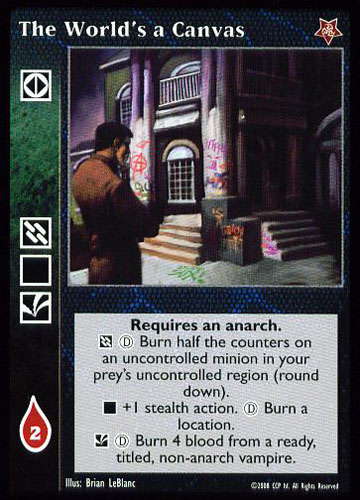 The World's a Canvas
Requires an anarch.
Ⓓ Burn half the counters on
an uncontrolled minion in your
prey's uncontrolled region (round
down).
+1 stealth action. Ⓓ Burn a
location.
Ⓓ Burn 4 blood from a ready,
titled, non-anarch vampire.
2
Illus: Brian LeBlanc
©2008 CCP hf. All Rights Reserved